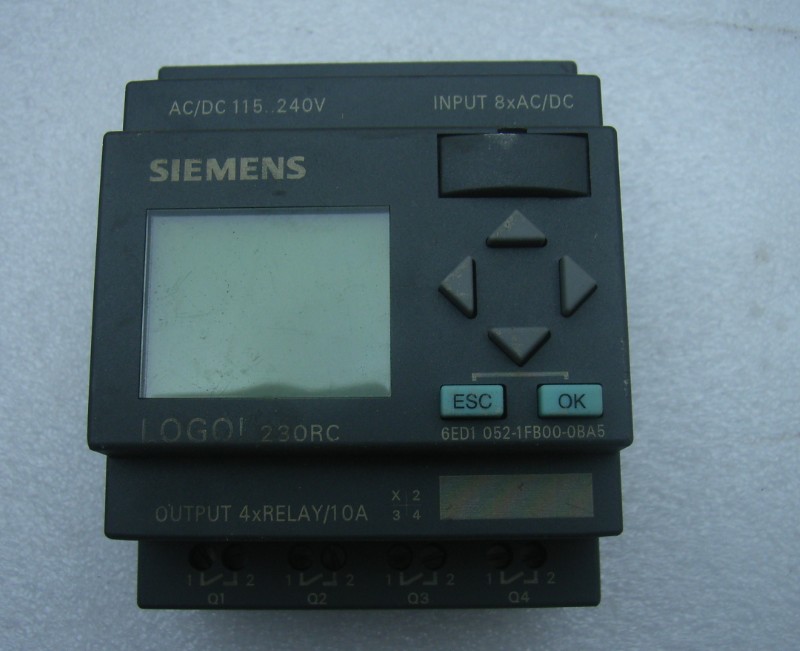 AC/DC 115..240V INPUT 8xAC/DC
SIEMENS
ESC OK
LOGO! 230RC 6ED1 052-1FB00-0BA5
X 2
OUTPUT 4xRELAY/10A
3 4
1 2 1 2 1 2 1 2
Q1 Q2 Q3 Q4